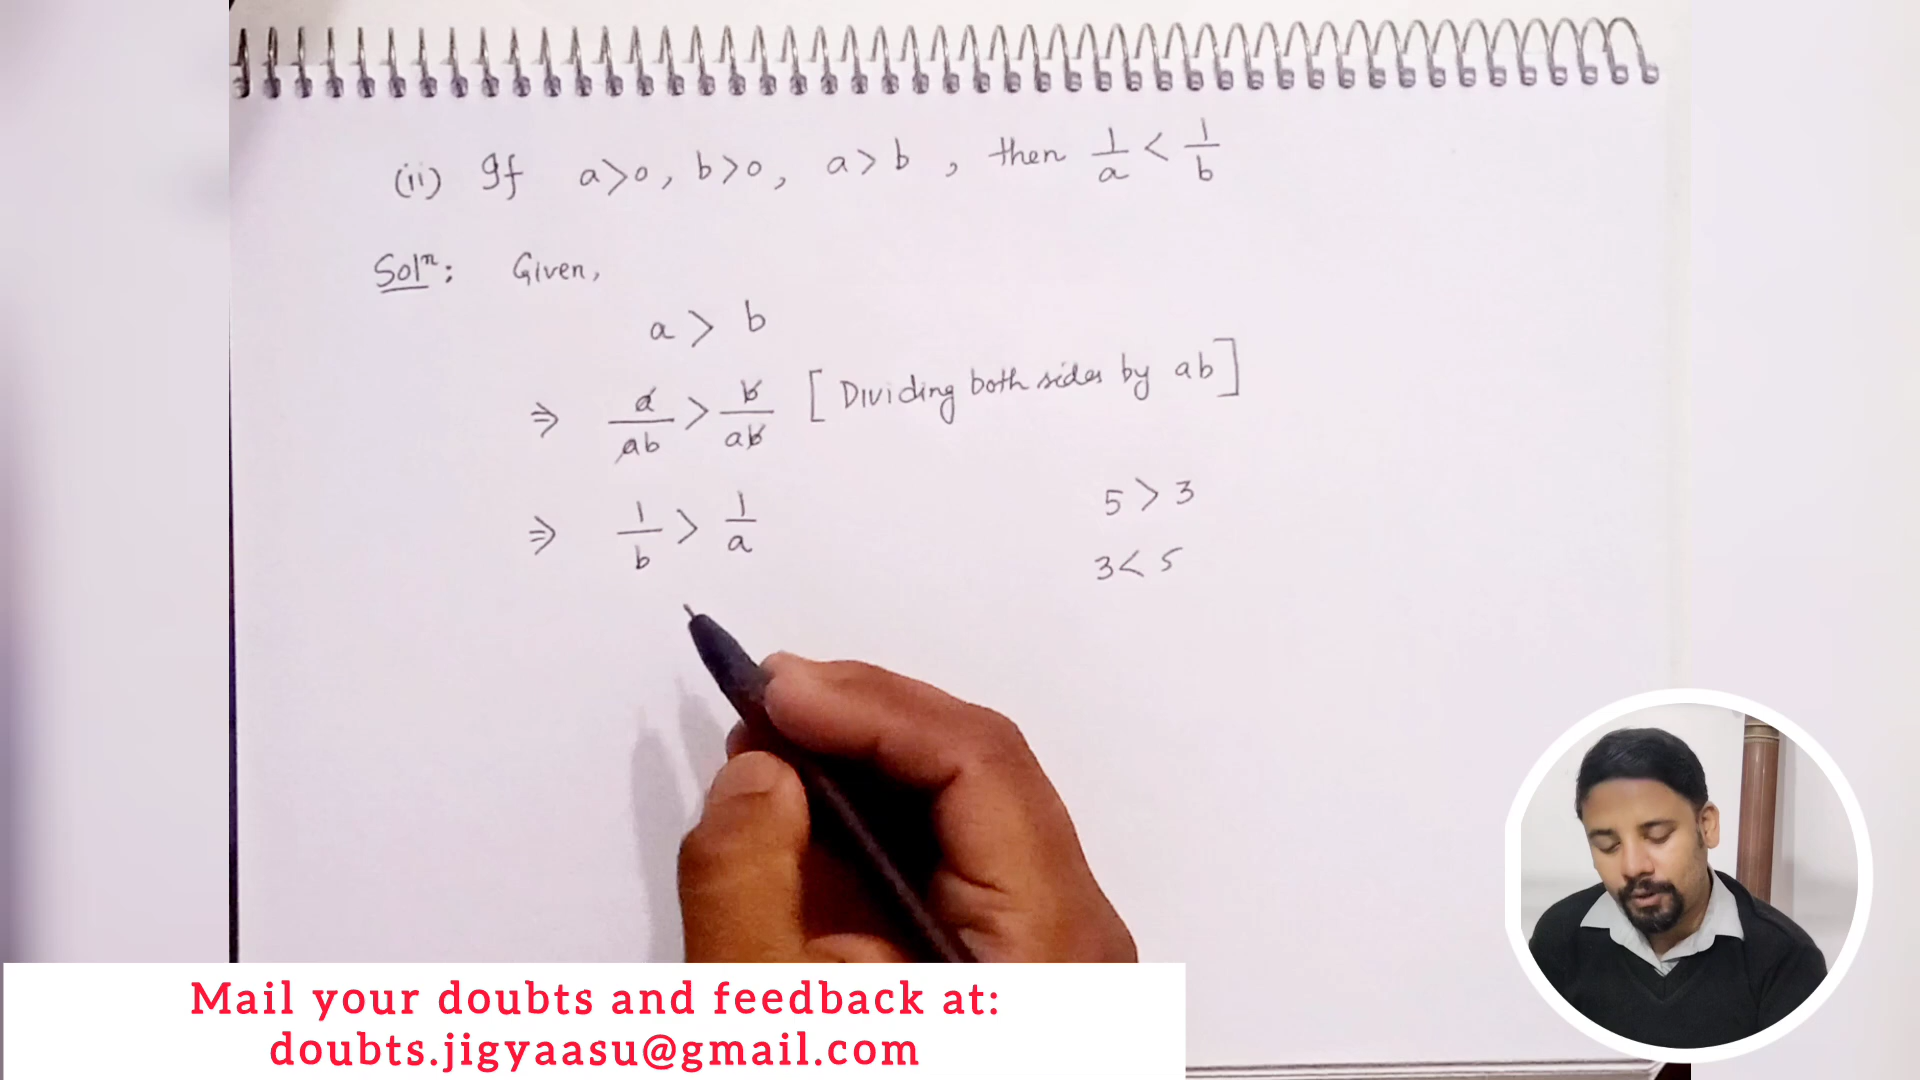 (ii) If a>0, b>0, a>b, then 1/a < 1/b
Solⁿ: Given,
a > b
⇒ a/ab > b/ab [Dividing both sides by ab]
⇒ 1/b > 1/a
5 > 3
3 < 5
Mail your doubts and feedback at:
doubts.jigyaasu@gmail.com